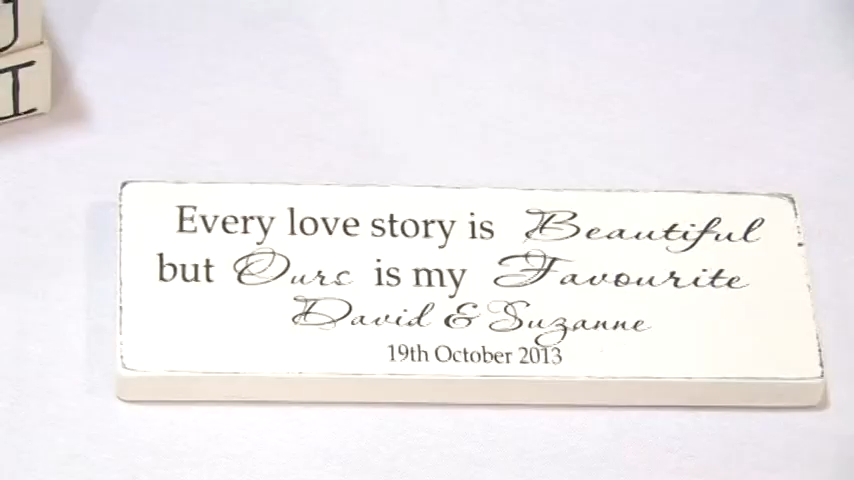 Every love story is Beautiful
but Ours is my Favourite
David & Suzanne
19th October 2013